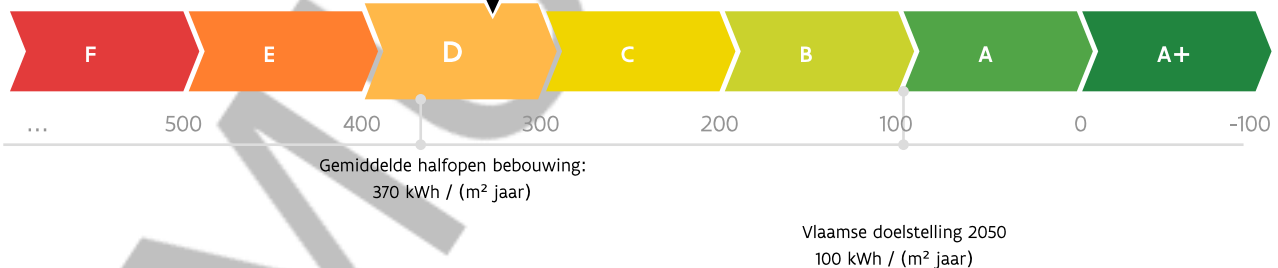 F E D C B A A+
... 500 400 300 200 100 0 -100
Gemiddelde halfopen bebouwing:
370 kWh / (m² jaar)
Vlaamse doelstelling 2050
100 kWh / (m² jaar)